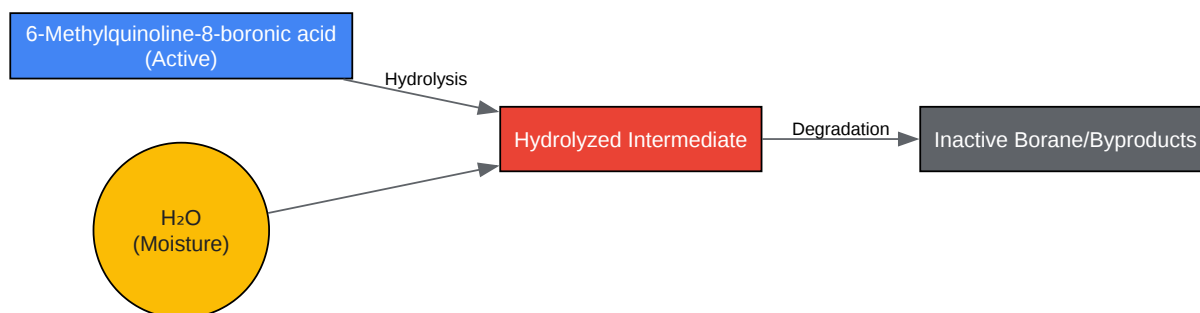 6-Methylquinoline-8-boronic acid
(Active)
Hydrolysis
Hydrolyzed Intermediate
Degradation
Inactive Borane/Byproducts
H₂O
(Moisture)